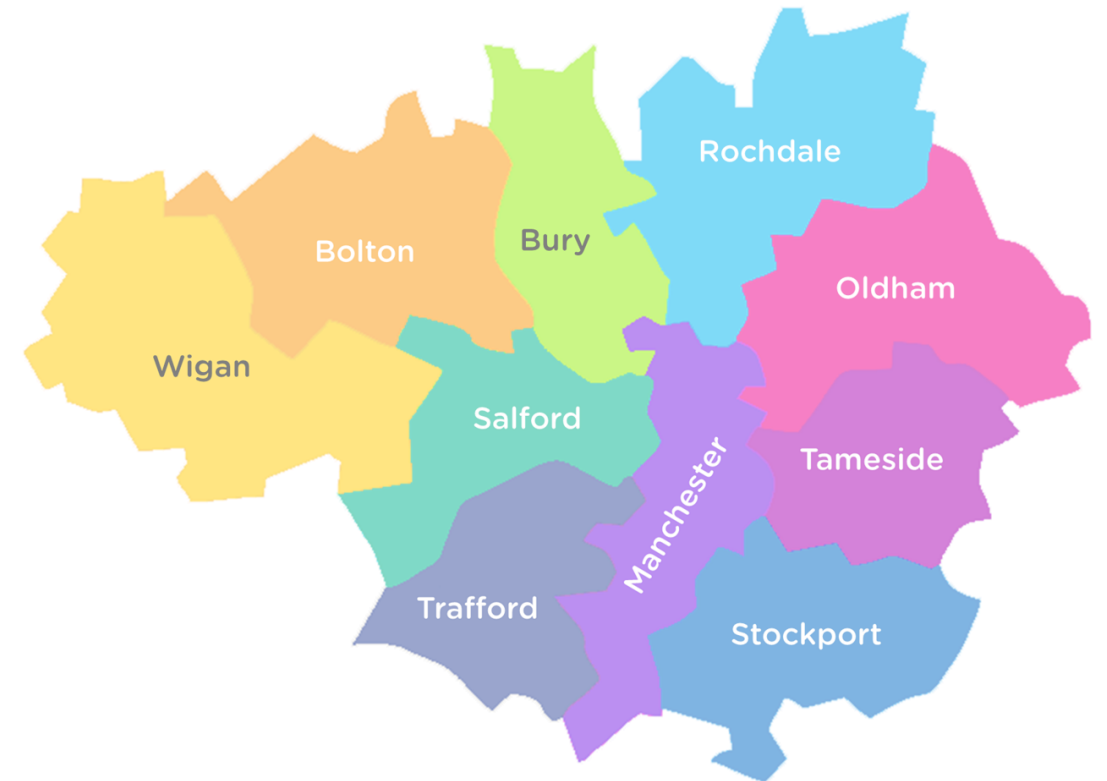 Rochdale
Bury
Bolton
Oldham
Wigan
Salford
Tameside
Manchester
Trafford
Stockport